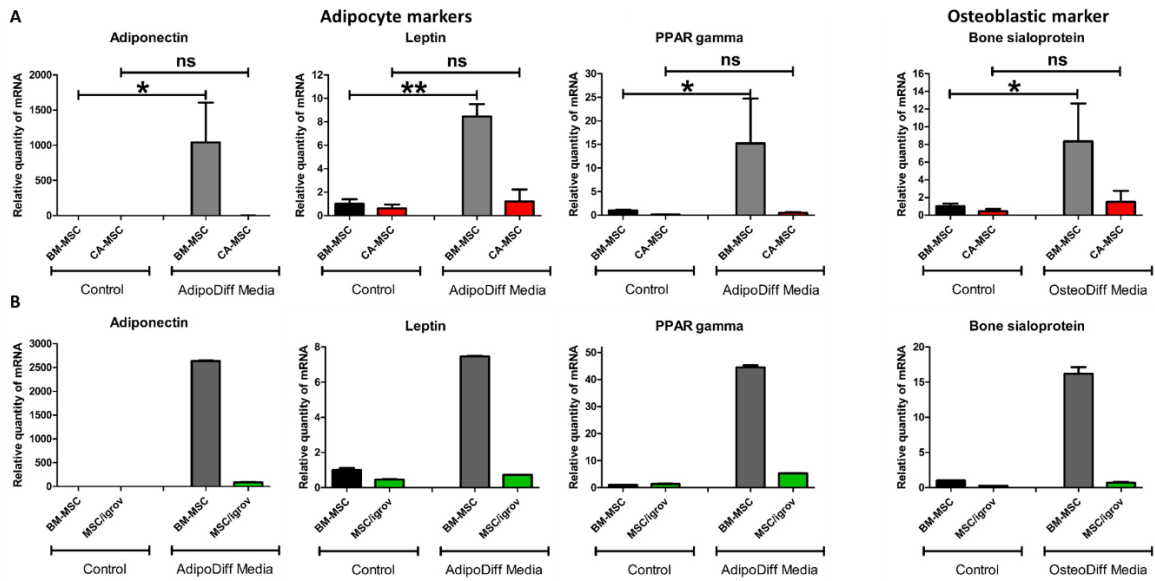 A
Adipocyte markers
Osteoblastic marker
Adiponectin
Relative quantity of mRNA
2000
1500
1000
500
0
*
ns
BM-MSC
CA-MSC
BM-MSC
CA-MSC
Control
AdipoDiff Media
Leptin
Relative quantity of mRNA
12
10
8
6
4
2
0
**
ns
BM-MSC
CA-MSC
BM-MSC
CA-MSC
Control
AdipoDiff Media
PPAR gamma
Relative quantity of mRNA
30
25
20
15
10
5
0
*
ns
BM-MSC
CA-MSC
BM-MSC
CA-MSC
Control
AdipoDiff Media
Bone sialoprotein
Relative quantity of mRNA
16
14
12
10
8
6
4
2
0
*
ns
BM-MSC
CA-MSC
BM-MSC
CA-MSC
Control
OsteoDiff Media
B
Adiponectin
Relative quantity of mRNA
3000
2500
2000
1500
1000
500
0
BM-MSC
MSC/igrov
BM-MSC
MSC/igrov
Control
AdipoDiff Media
Leptin
Relative quantity of mRNA
8
6
4
2
0
BM-MSC
MSC/igrov
BM-MSC
MSC/igrov
Control
AdipoDiff Media
PPAR gamma
Relative quantity of mRNA
50
40
30
20
10
0
BM-MSC
MSC/igrov
BM-MSC
MSC/igrov
Control
AdipoDiff Media
Bone sialoprotein
Relative quantity of mRNA
20
15
10
5
0
BM-MSC
MSC/igrov
BM-MSC
MSC/igrov
Control
OsteoDiff Media